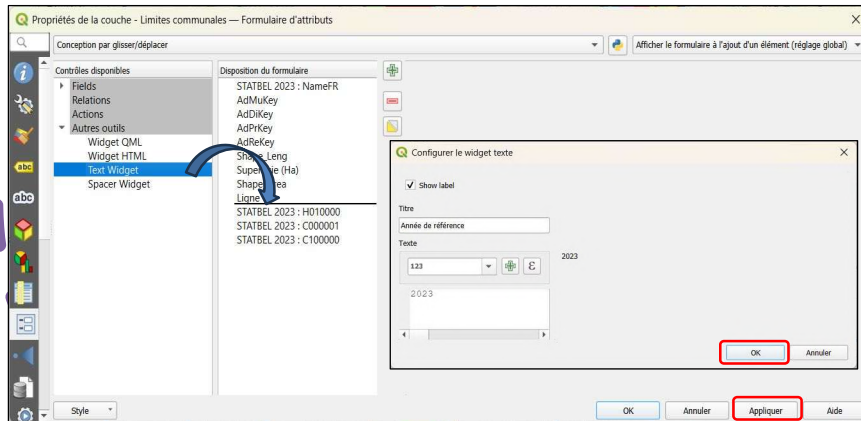 Propriétés de la couche - Limites communales — Formulaire d'attributs
Conception par glisser/déplacer
Afficher le formulaire à l'ajout d'un élément (réglage global)
Contrôles disponibles
Fields
Relations
Actions
Autres outils
Widget QML
Widget HTML
Text Widget
Spacer Widget
Disposition du formulaire
STATBEL 2023 : NameFR
AdMuKey
AdDiKey
AdPrKey
AdReKey
Shape_Leng
(Ha)
Ligne
STATBEL 2023 : H010000
STATBEL 2023 : C000001
STATBEL 2023 : C100000
Configurer le widget texte
Show label
Titre
Année de référence
Texte
123
ε
2023
2023
OK
Annuler
abc
abc
Style
OK
Annuler
Appliquer
Aide